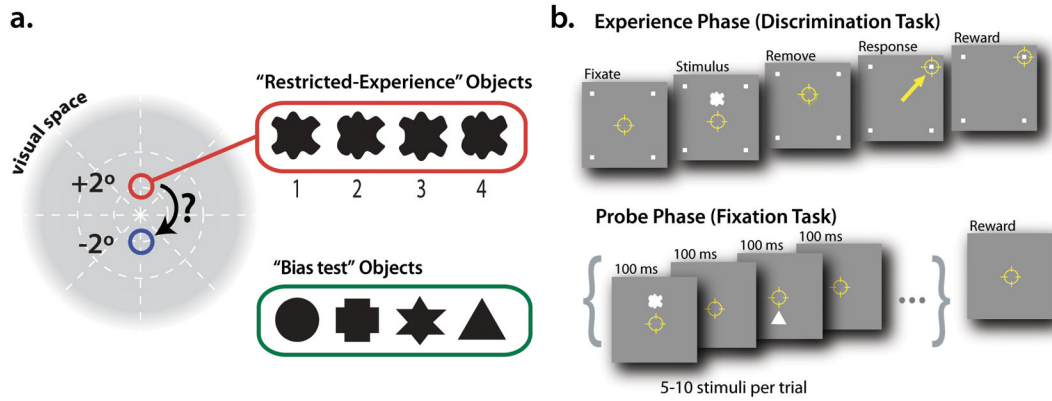 a.
visual space
+2º
-2º
?
“Restricted-Experience” Objects
1 2 3 4
“Bias test” Objects
b.
Experience Phase (Discrimination Task)
Fixate
Stimulus
Remove
Response
Reward
Probe Phase (Fixation Task)
100 ms
100 ms
100 ms
100 ms
Reward
5-10 stimuli per trial